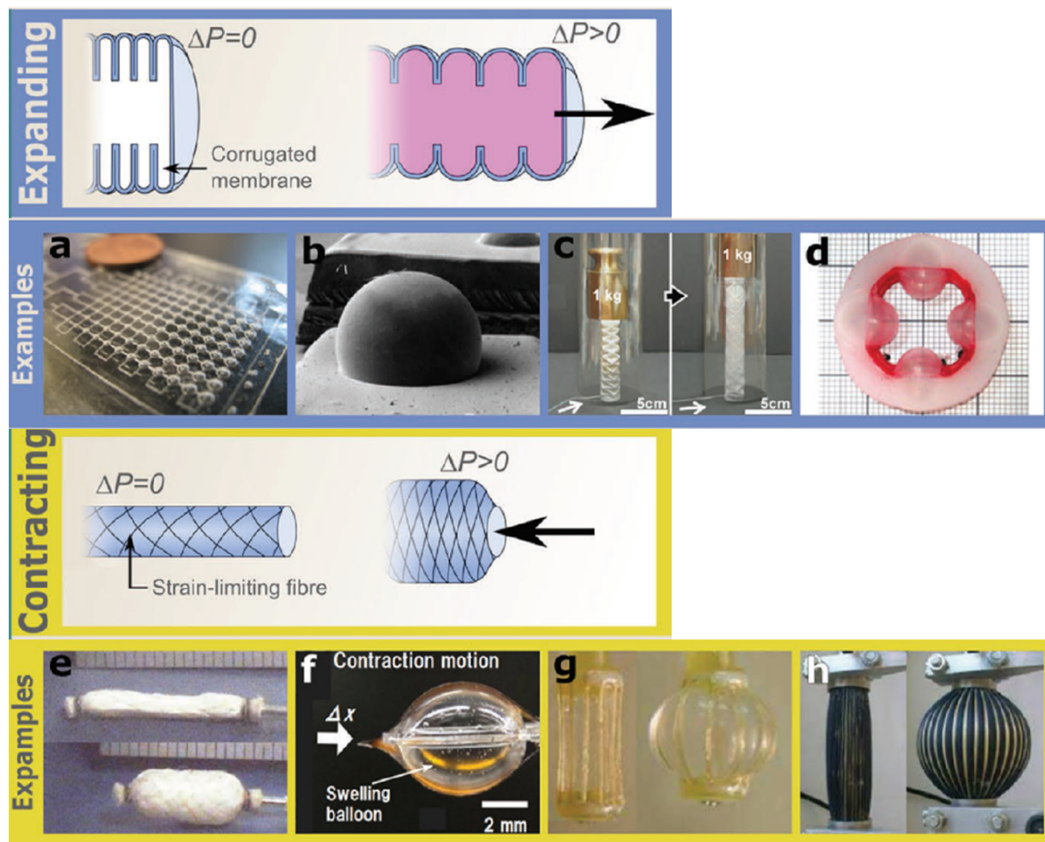 Expanding
ΔP=0
ΔP>0
Corrugated
membrane
Examples
a
b
c
1 kg
1 kg
5cm
5cm
d
Contracting
ΔP=0
ΔP>0
Strain-limiting fibre
Expamples
e
f
Contraction motion
Δx
Swelling
balloon
2 mm
g
h